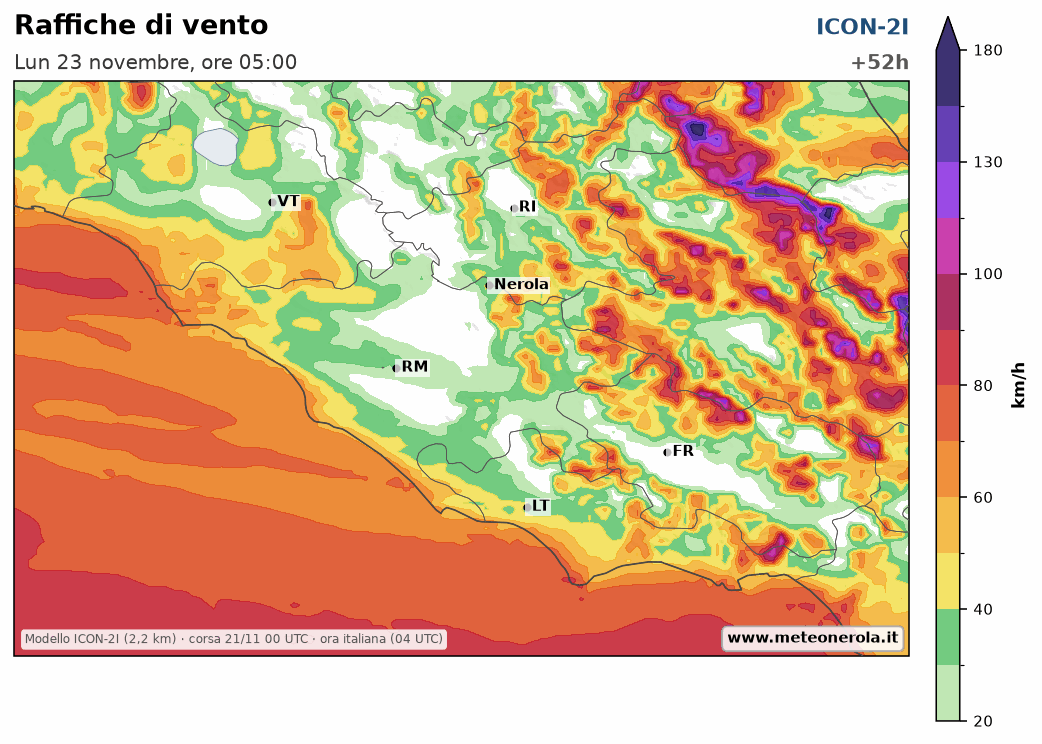 Raffiche di vento
ICON-2I
Lun 23 novembre, ore 05:00
+52h
180
130
100
80
60
40
20
km/h
VT
RI
Nerola
RM
FR
LT
Modello ICON-2I (2,2 km) · corsa 21/11 00 UTC · ora italiana (04 UTC)
www.meteonerola.it